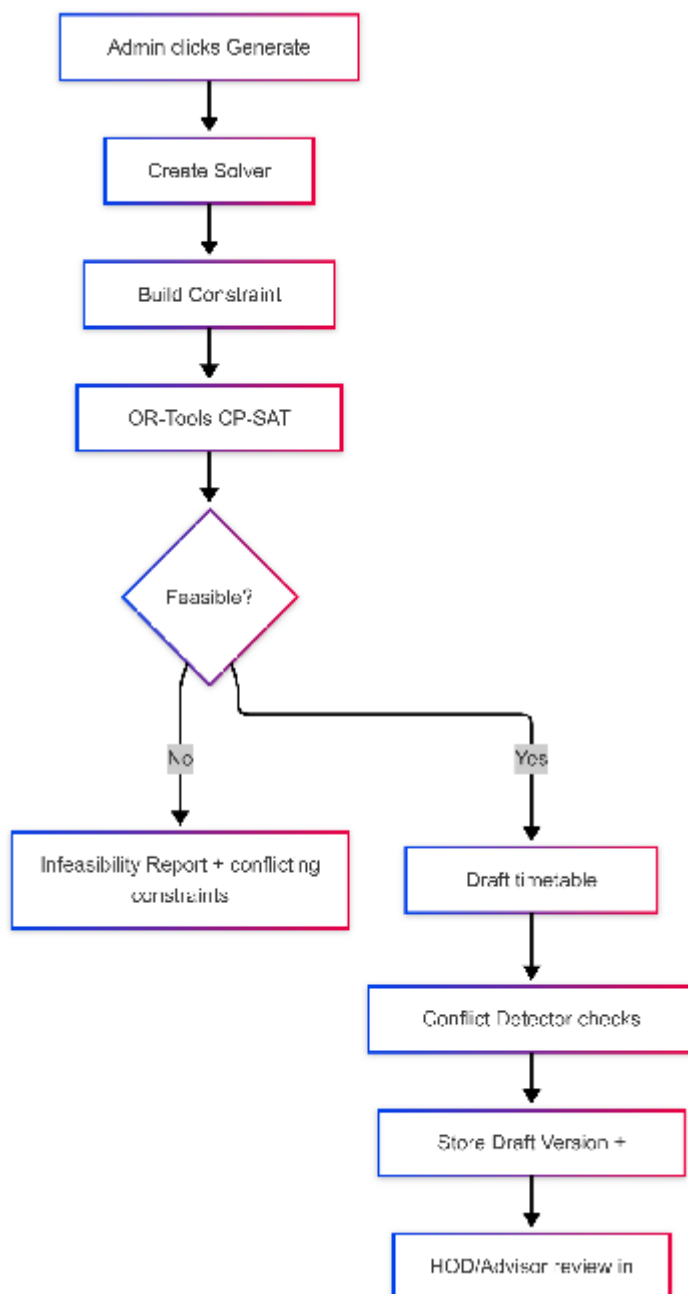 Admin clicks Generate
Create Solver
Build Constraint
OR-Tools CP-SAT
Feasible?
No
Yes
Infeasibility Report + conflicting
constraints
Draft timetable
Conflict Detector checks
Store Draft Version +
HOD/Advisor review in